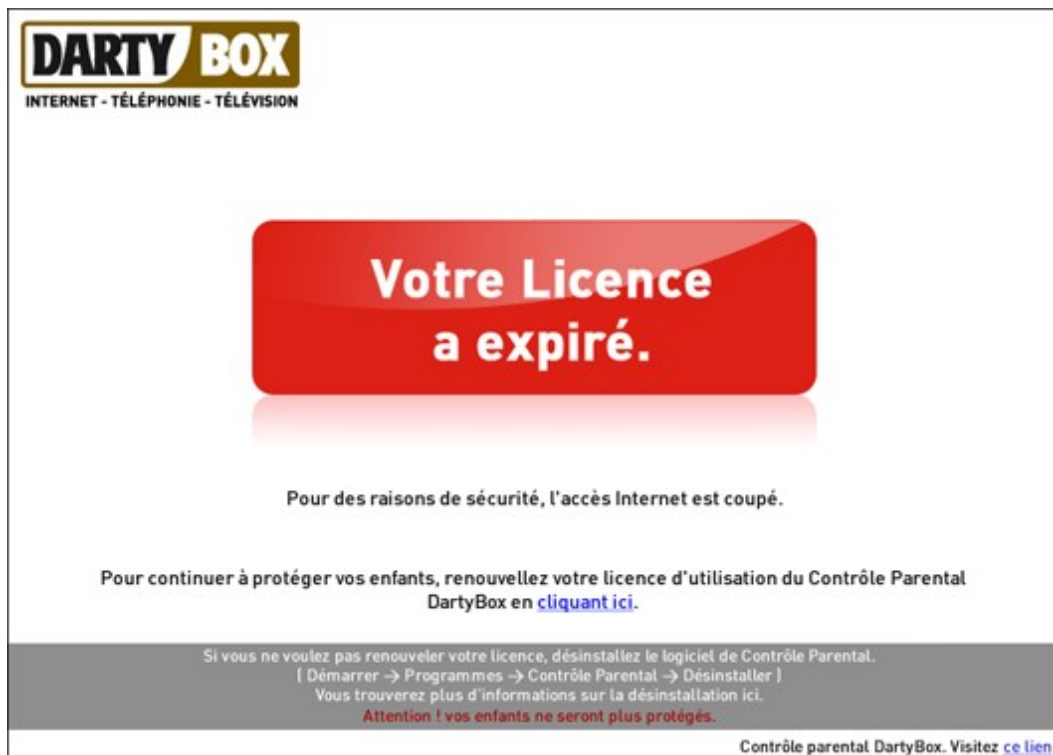 DARTY BOX
INTERNET - TÉLÉPHONIE - TÉLÉVISION
Votre Licence
a expiré.
Pour des raisons de sécurité, l'accès Internet est coupé.
Pour continuer à protéger vos enfants, renouvellez votre licence d'utilisation du Contrôle Parental
DartyBox en cliquant ici.
Si vous ne voulez pas renouveler votre licence, désinstallez le logiciel de Contrôle Parental.
[ Démarrer → Programmes → Contrôle Parental → Désinstaller ]
Vous trouverez plus d'informations sur la désinstallation ici.
Attention ! vos enfants ne seront plus protégés.
Contrôle parental DartyBox. Visitez ce lien